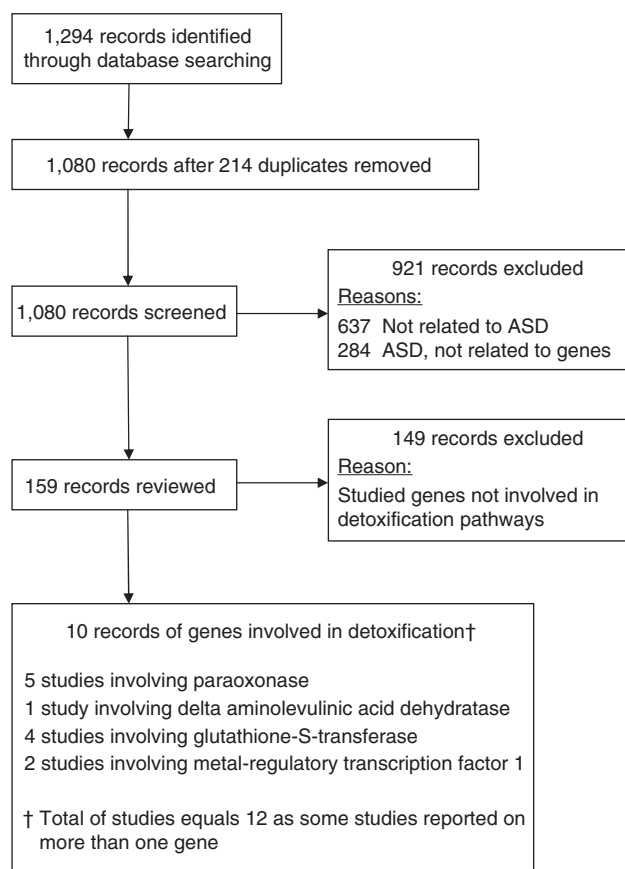 1,294 records identified
through database searching
1,080 records after 214 duplicates removed
1,080 records screened
921 records excluded
Reasons:
637 Not related to ASD
284 ASD, not related to genes
159 records reviewed
149 records excluded
Reason:
Studied genes not involved in
detoxification pathways
10 records of genes involved in detoxification†
5 studies involving paraoxonase
1 study involving delta aminolevulinic acid dehydratase
4 studies involving glutathione-S-transferase
2 studies involving metal-regulatory transcription factor 1
† Total of studies equals 12 as some studies reported on
more than one gene